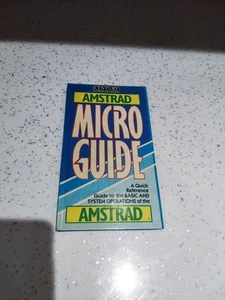 CENTURY
AMSTRAD
MICRO
GUIDE
A Quick
Reference
Guide to the BASIC AND
SYSTEM OPERATIONS of the
AMSTRAD